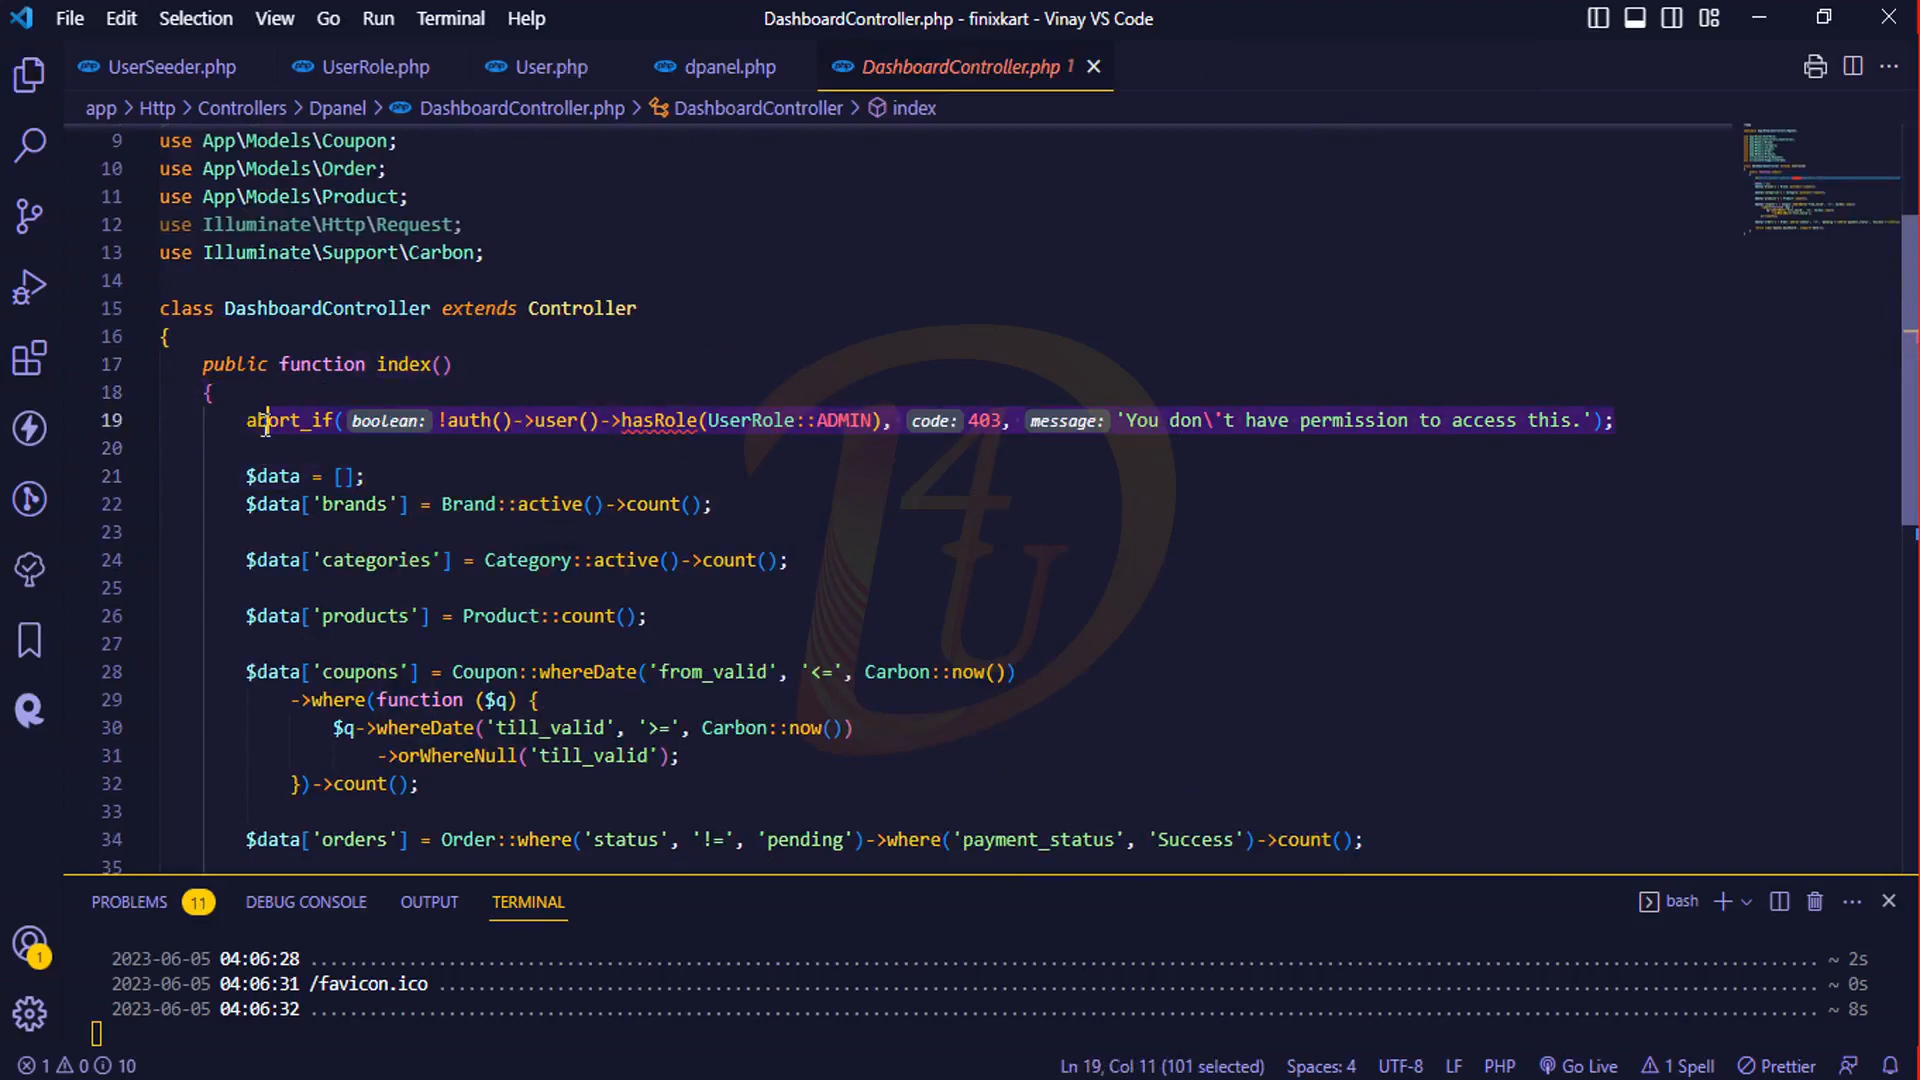 File Edit Selection View Go Run Terminal Help DashboardController.php - finixkart - Vinay VS Code
UserSeeder.php UserRole.php User.php dpanel.php DashboardController.php 1
app > Http > Controllers > Dpanel > DashboardController.php > DashboardController > index
9 use App\Models\Coupon;
10 use App\Models\Order;
11 use App\Models\Product;
12 use Illuminate\Http\Request;
13 use Illuminate\Support\Carbon;
14
15 class DashboardController extends Controller
16 {
17 public function index()
18 {
19 abort_if( boolean: !auth()->user()->hasRole(UserRole::ADMIN), code: 403, message: 'You don\'t have permission to access this.');
20
21 $data = [];
22 $data['brands'] = Brand::active()->count();
23
24 $data['categories'] = Category::active()->count();
25
26 $data['products'] = Product::count();
27
28 $data['coupons'] = Coupon::whereDate('from_valid', '<=', Carbon::now())
29 ->where(function ($q) {
30 $q->whereDate('till_valid', '>=', Carbon::now())
31 ->orWhereNull('till_valid');
32 })->count();
33
34 $data['orders'] = Order::where('status', '!=', 'pending')->where('payment_status', 'Success')->count();
35
D4U
PROBLEMS 11 DEBUG CONSOLE OUTPUT TERMINAL bash
2023-06-05 04:06:28 ~ 2s
2023-06-05 04:06:31 /favicon.ico ~ 0s
2023-06-05 04:06:32 ~ 8s
1
1 0 10 Ln 19, Col 11 (101 selected) Spaces: 4 UTF-8 LF PHP Go Live 1 Spell Prettier